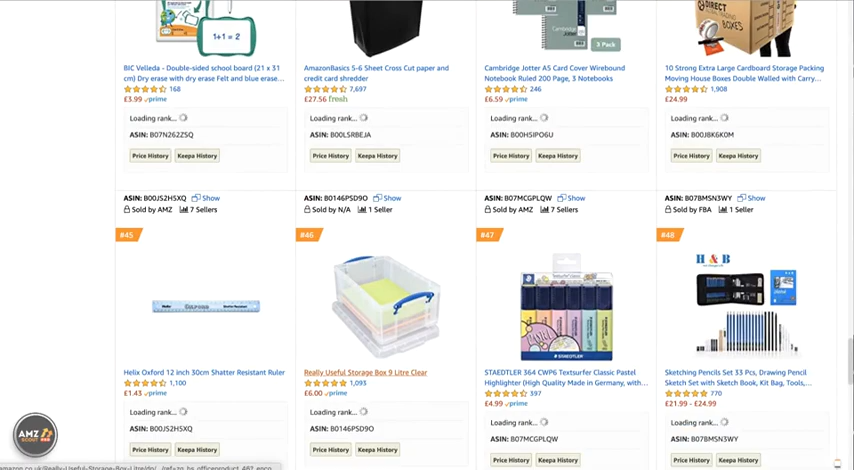 1+1=2
3 Pack
DIRECT
BIC Velleda - Double-sided school board (21 x 31
cm) Dry erase with dry erase Felt and blue erase...
168
£3.99 prime
Loading rank...
ASIN: B07N262ZSQ
Price History Keepa History
AmazonBasics 5-6 Sheet Cross Cut paper and
credit card shredder
7,697
£27.56 fresh
Loading rank...
ASIN: B00L5RBEJA
Price History Keepa History
Cambridge Jotter A5 Card Cover Wirebound
Notebook Ruled 200 Page, 3 Notebooks
246
£6.59 prime
Loading rank...
ASIN: B00HSIPO6U
Price History Keepa History
10 Strong Extra Large Cardboard Storage Packing
Moving House Boxes Double Walled with Carry...
1,908
£24.99
Loading rank...
ASIN: B00J8K6K0M
Price History Keepa History
ASIN: B00JS2H5XQ Show
Sold by AMZ 7 Sellers
ASIN: B0146PSD9O Show
Sold by N/A 1 Seller
ASIN: B07MCGPLQW Show
Sold by AMZ 7 Sellers
ASIN: B07BMSN3WY Show
Sold by FBA 1 Seller
#45
Helix OXFORD
Helix Oxford 12 inch 30cm Shatter Resistant Ruler
1,100
£1.43 prime
Loading rank...
ASIN: B00JS2H5XQ
Price History Keepa History
#46
Really Useful Storage Box 9 Litre Clear
1,093
£6.00 prime
Loading rank...
ASIN: B0146PSD9O
Price History Keepa History
#47
STAEDTLER
STAEDTLER 364 CWP6 Textsurfer Classic Pastel
Highlighter (High Quality Made in Germany, with...
397
£4.99 prime
Loading rank...
ASIN: B07MCGPLQW
Price History Keepa History
#48
H & B
Sketching Pencils Set 33 Pcs, Drawing Pencil
Sketch Set with Sketch Book, Kit Bag, Tools,...
770
£21.99 - £24.99
Loading rank...
ASIN: B07BMSN3WY
Price History Keepa History
AMZ
SCOUT PRO